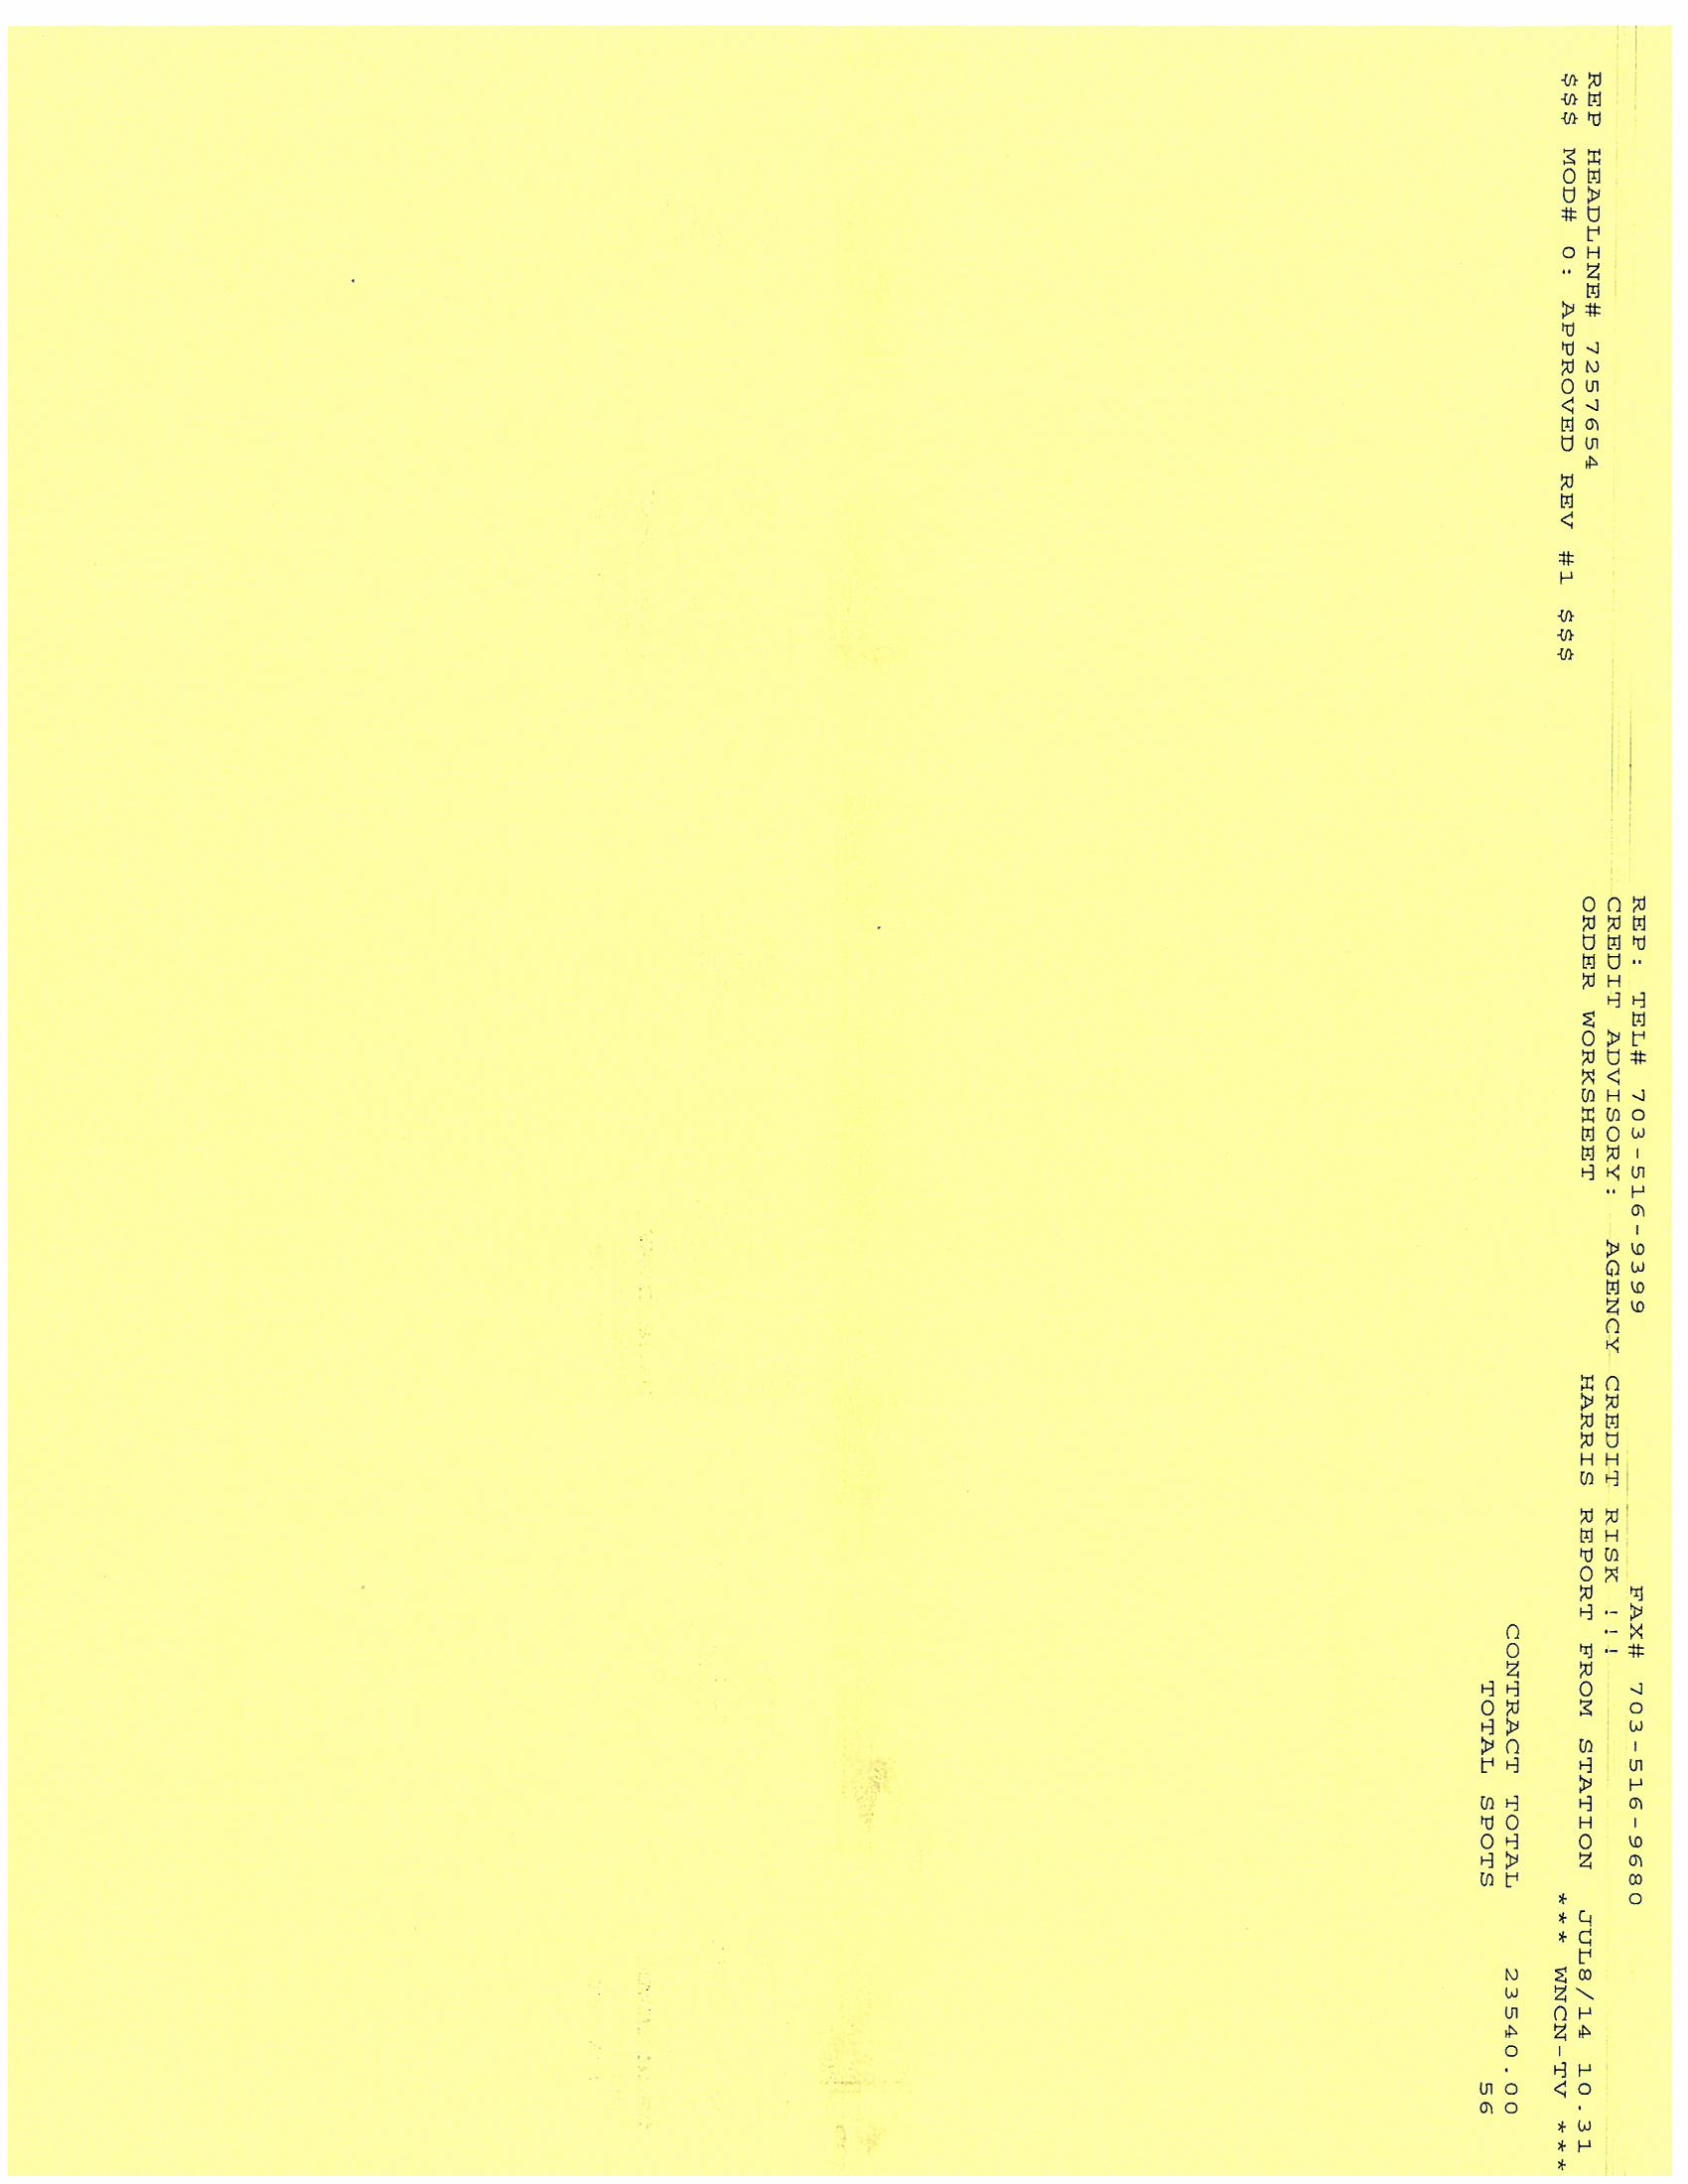 REP: TEL# 703-516-9399 FAX# 703-516-9680
CREDIT ADVISORY: AGENCY CREDIT RISK !!!
REP HEADLINE# 7257654 ORDER WORKSHEET HARRIS REPORT FROM STATION JUL8/14 10.31
$$$ MOD# 0: APPROVED REV #1 $$$ *** WNCN-TV ***
CONTRACT TOTAL 23540.00
TOTAL SPOTS 56